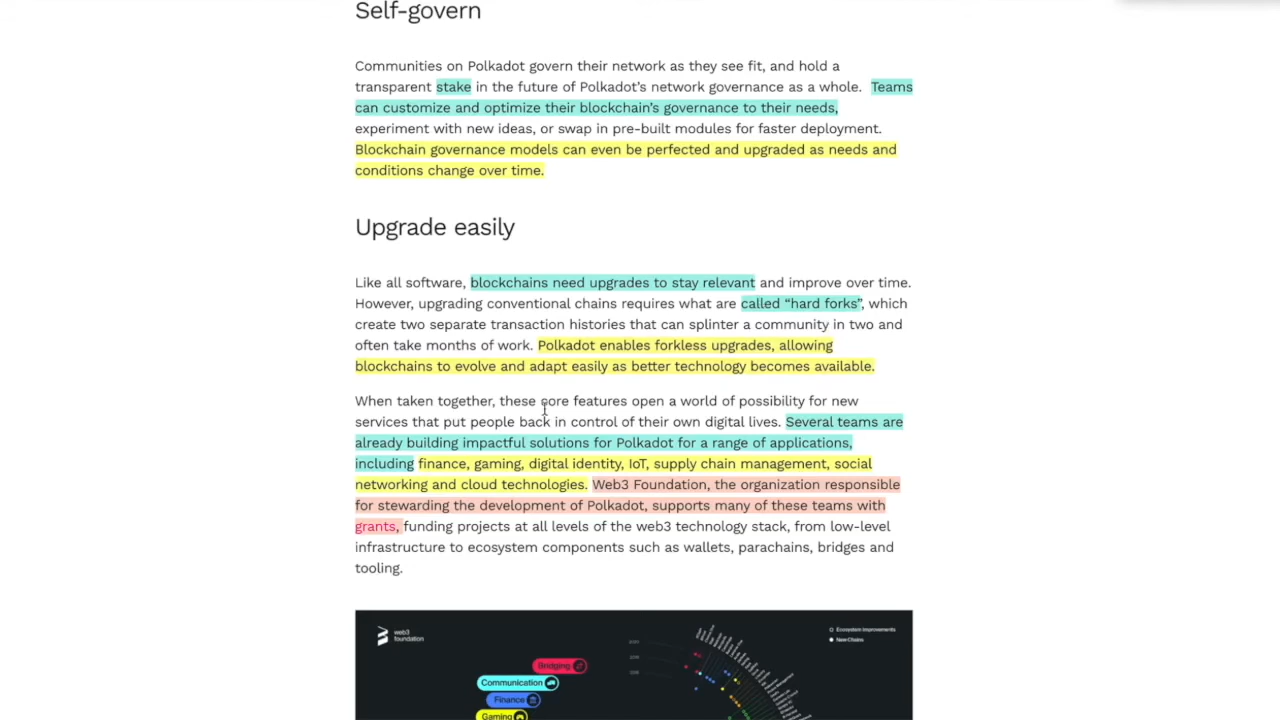 Self-govern
Communities on Polkadot govern their network as they see fit, and hold a
transparent stake in the future of Polkadot's network governance as a whole. Teams
can customize and optimize their blockchain's governance to their needs,
experiment with new ideas, or swap in pre-built modules for faster deployment.
Blockchain governance models can even be perfected and upgraded as needs and
conditions change over time.
Upgrade easily
Like all software, blockchains need upgrades to stay relevant and improve over time.
However, upgrading conventional chains requires what are called “hard forks”, which
create two separate transaction histories that can splinter a community in two and
often take months of work. Polkadot enables forkless upgrades, allowing
blockchains to evolve and adapt easily as better technology becomes available.
When taken together, these core features open a world of possibility for new
services that put people back in control of their own digital lives. Several teams are
already building impactful solutions for Polkadot for a range of applications,
including finance, gaming, digital identity, IoT, supply chain management, social
networking and cloud technologies. Web3 Foundation, the organization responsible
for stewarding the development of Polkadot, supports many of these teams with
grants, funding projects at all levels of the web3 technology stack, from low-level
infrastructure to ecosystem components such as wallets, parachains, bridges and
tooling.
web3
foundation
Ecosystem Improvements
New Chains
Bridging
Communication
Finance
Gaming